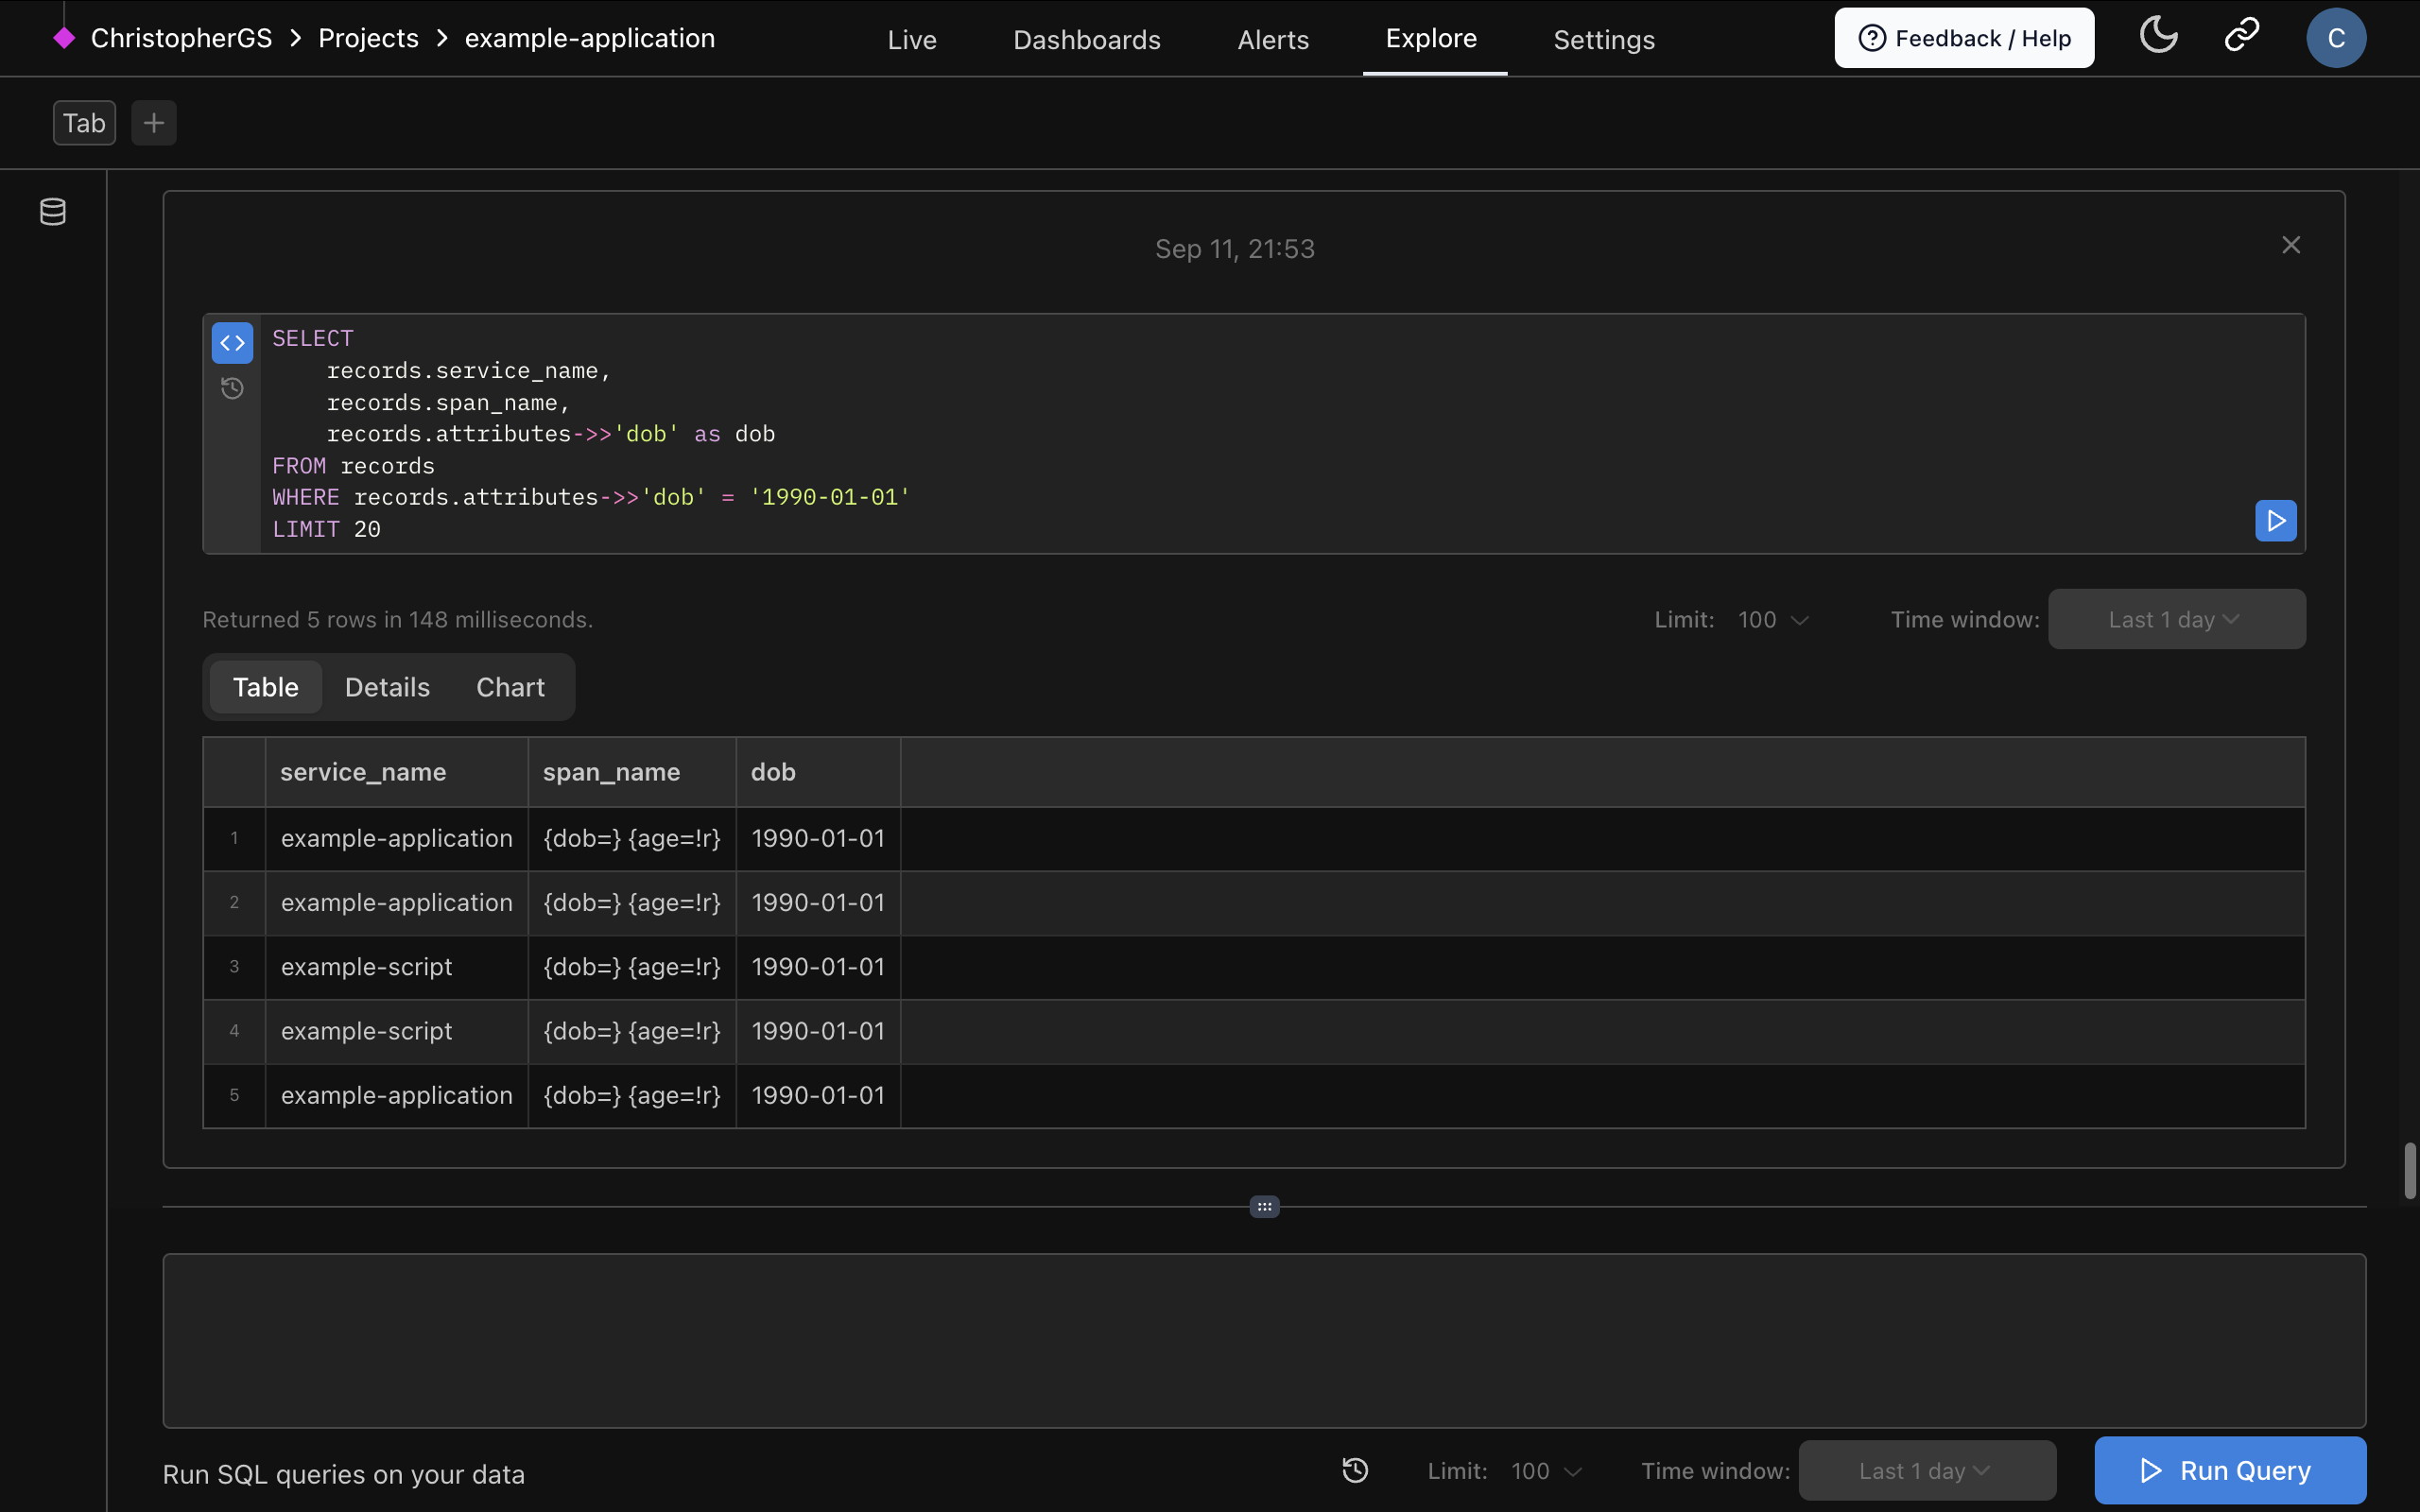 ChristopherGS > Projects > example-application Live Dashboards Alerts Explore Settings Feedback / Help C
Tab +
Sep 11, 21:53
SELECT
    records.service_name,
    records.span_name,
    records.attributes->>'dob' as dob
FROM records
WHERE records.attributes->>'dob' = '1990-01-01'
LIMIT 20
Returned 5 rows in 148 milliseconds. Limit: 100 Time window: Last 1 day
Table Details Chart
service_name span_name dob
1 example-application {dob=} {age=!r} 1990-01-01
2 example-application {dob=} {age=!r} 1990-01-01
3 example-script {dob=} {age=!r} 1990-01-01
4 example-script {dob=} {age=!r} 1990-01-01
5 example-application {dob=} {age=!r} 1990-01-01
Run SQL queries on your data Limit: 100 Time window: Last 1 day Run Query